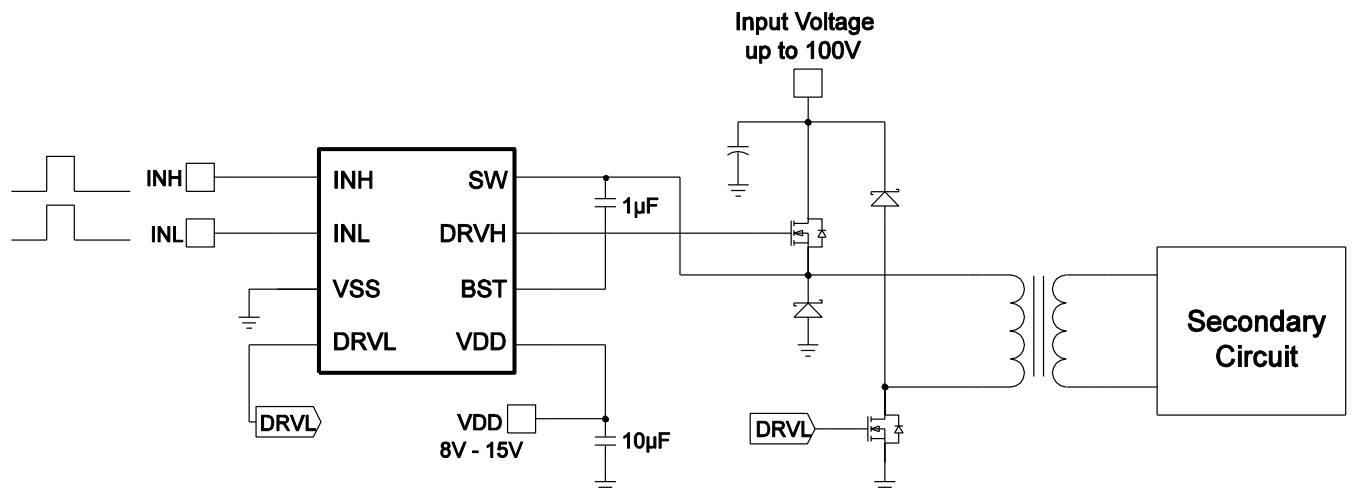 Input Voltage
up to 100V
INH
INL
INH
INL
VSS
DRVL
SW
DRVH
BST
VDD
1µF
DRVL
VDD
8V - 15V
10µF
DRVL
Secondary
Circuit